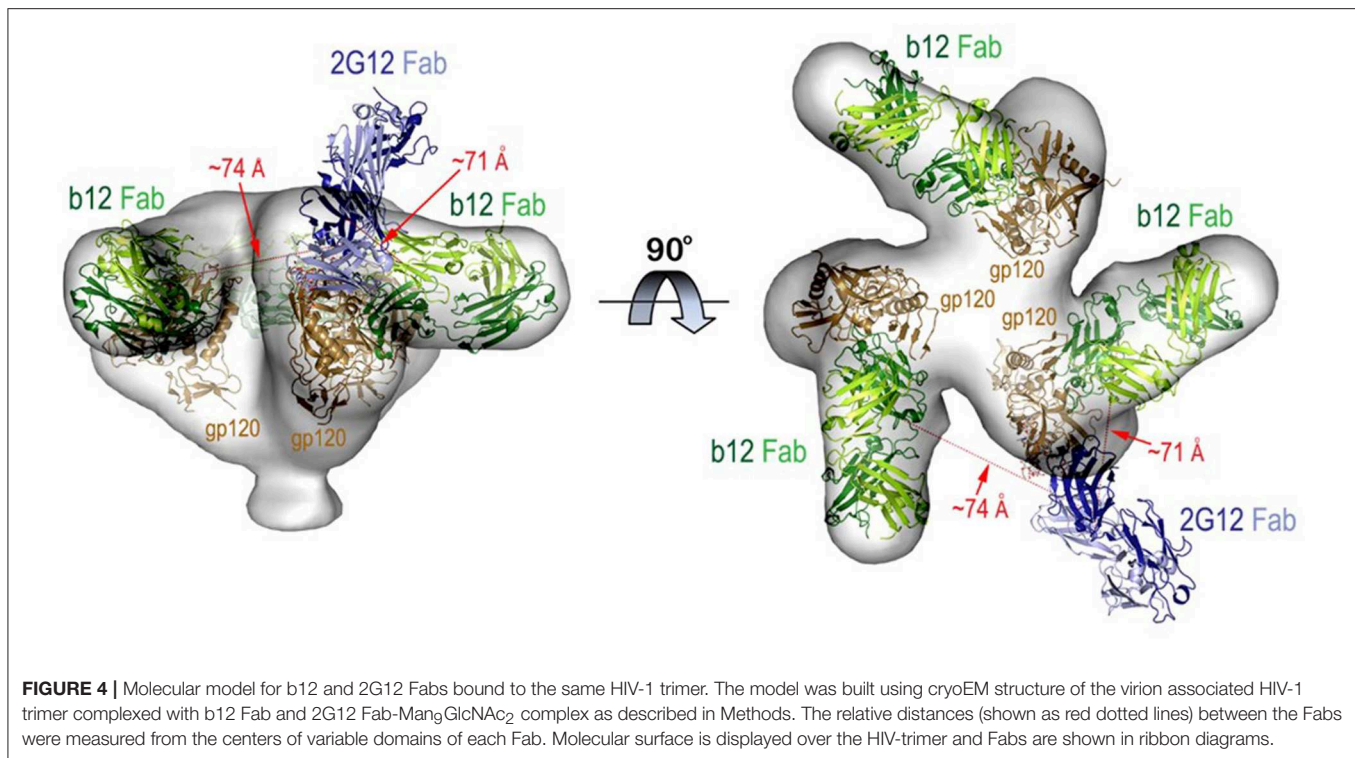 2G12 Fab
~74 Å
~71 Å
b12 Fab
b12 Fab
gp120
gp120
90°
b12 Fab
b12 Fab
gp120
gp120
gp120
b12 Fab
~71 Å
~74 Å
2G12 Fab
FIGURE 4 | Molecular model for b12 and 2G12 Fabs bound to the same HIV-1 trimer. The model was built using cryoEM structure of the virion associated HIV-1
trimer complexed with b12 Fab and 2G12 Fab-Man₉GlcNAc₂ complex as described in Methods. The relative distances (shown as red dotted lines) between the Fabs
were measured from the centers of variable domains of each Fab. Molecular surface is displayed over the HIV-trimer and Fabs are shown in ribbon diagrams.